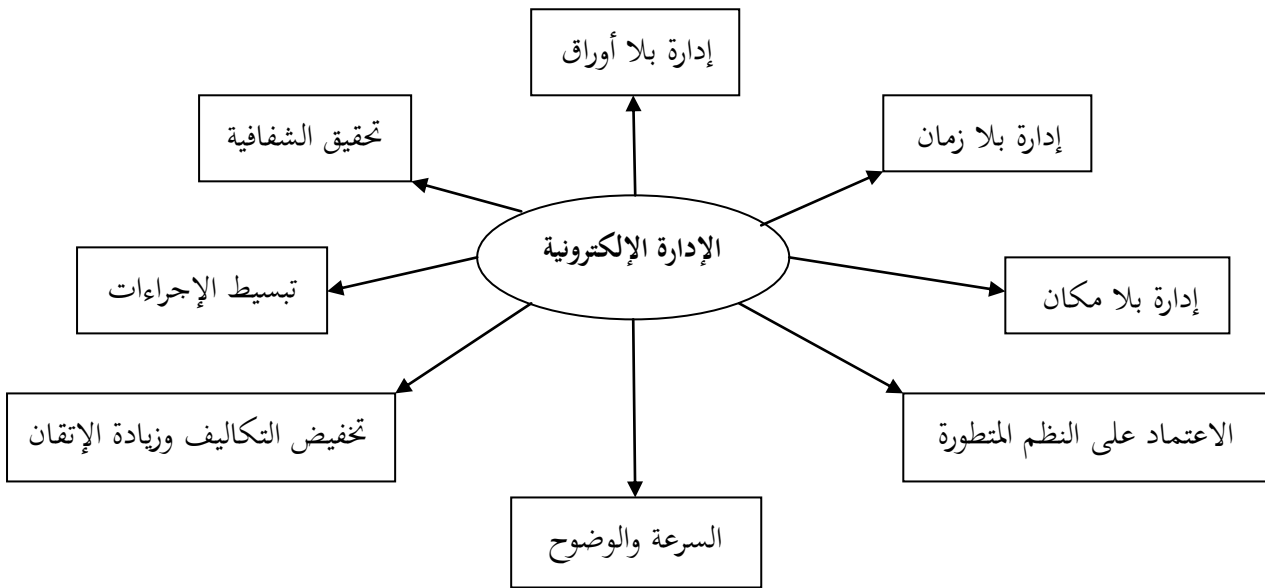 إدارة بلا أوراق
إدارة بلا زمان
تحقيق الشفافية
الإدارة الإلكترونية
إدارة بلا مكان
تبسيط الإجراءات
الاعتماد على النظم المتطورة
تخفيض التكاليف وزيادة الإتقان
السرعة والوضوح